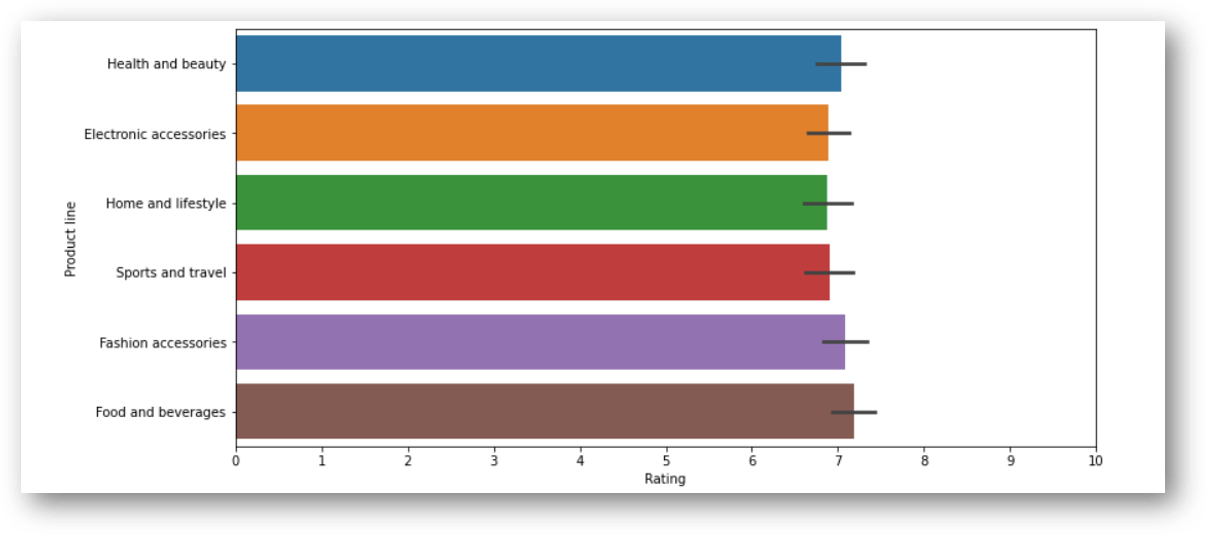 Product line
Health and beauty
Electronic accessories
Home and lifestyle
Sports and travel
Fashion accessories
Food and beverages
0 1 2 3 4 5 6 7 8 9 10
Rating